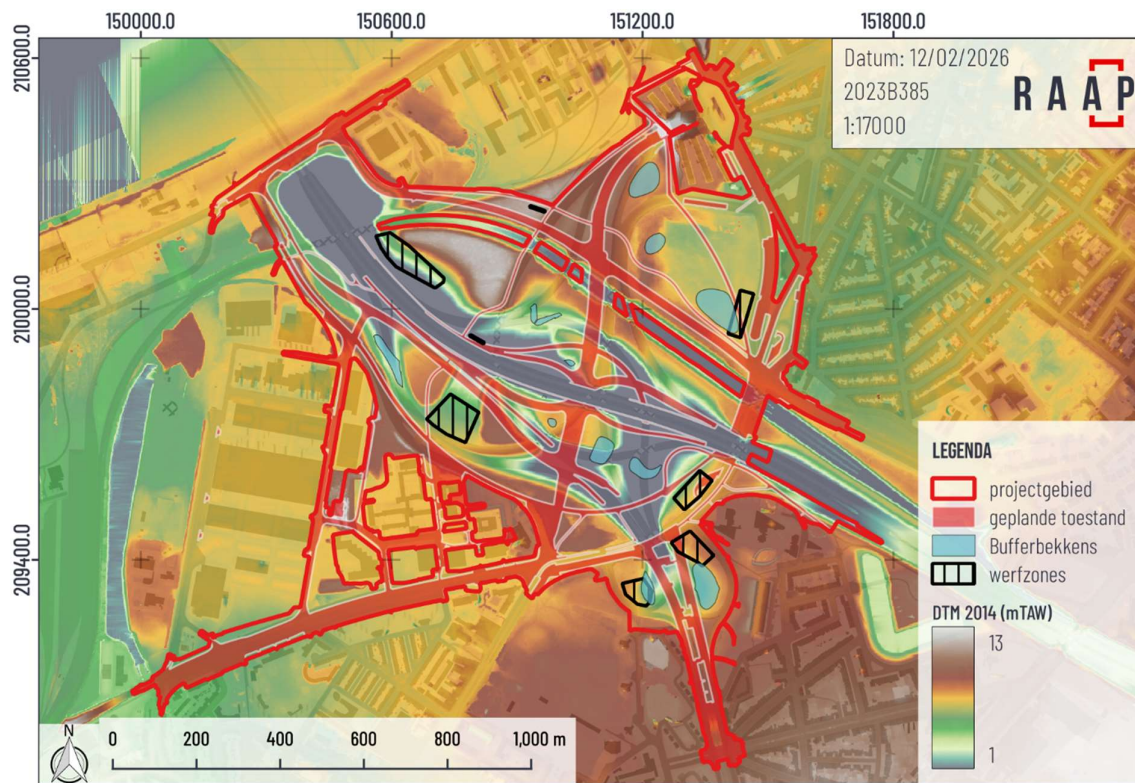 150000.0 150600.0 151200.0 151800.0
210600.0
210000.0
209400.0
Datum: 12/02/2026
2023B385
1:17000
RAAP
LEGENDA
projectgebied
geplande toestand
Bufferbekkens
werfzones
DTM 2014 (mTAW)
13
1
N
0 200 400 600 800 1,000 m